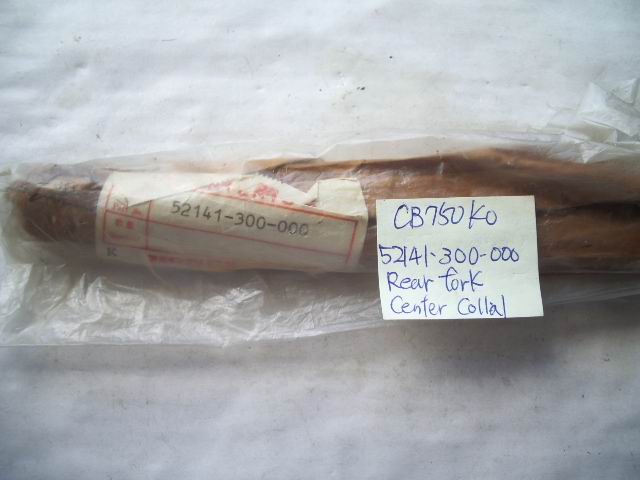 52141-300-000
K
CB750K0
52141-300-000
Rear fork
Center Collal